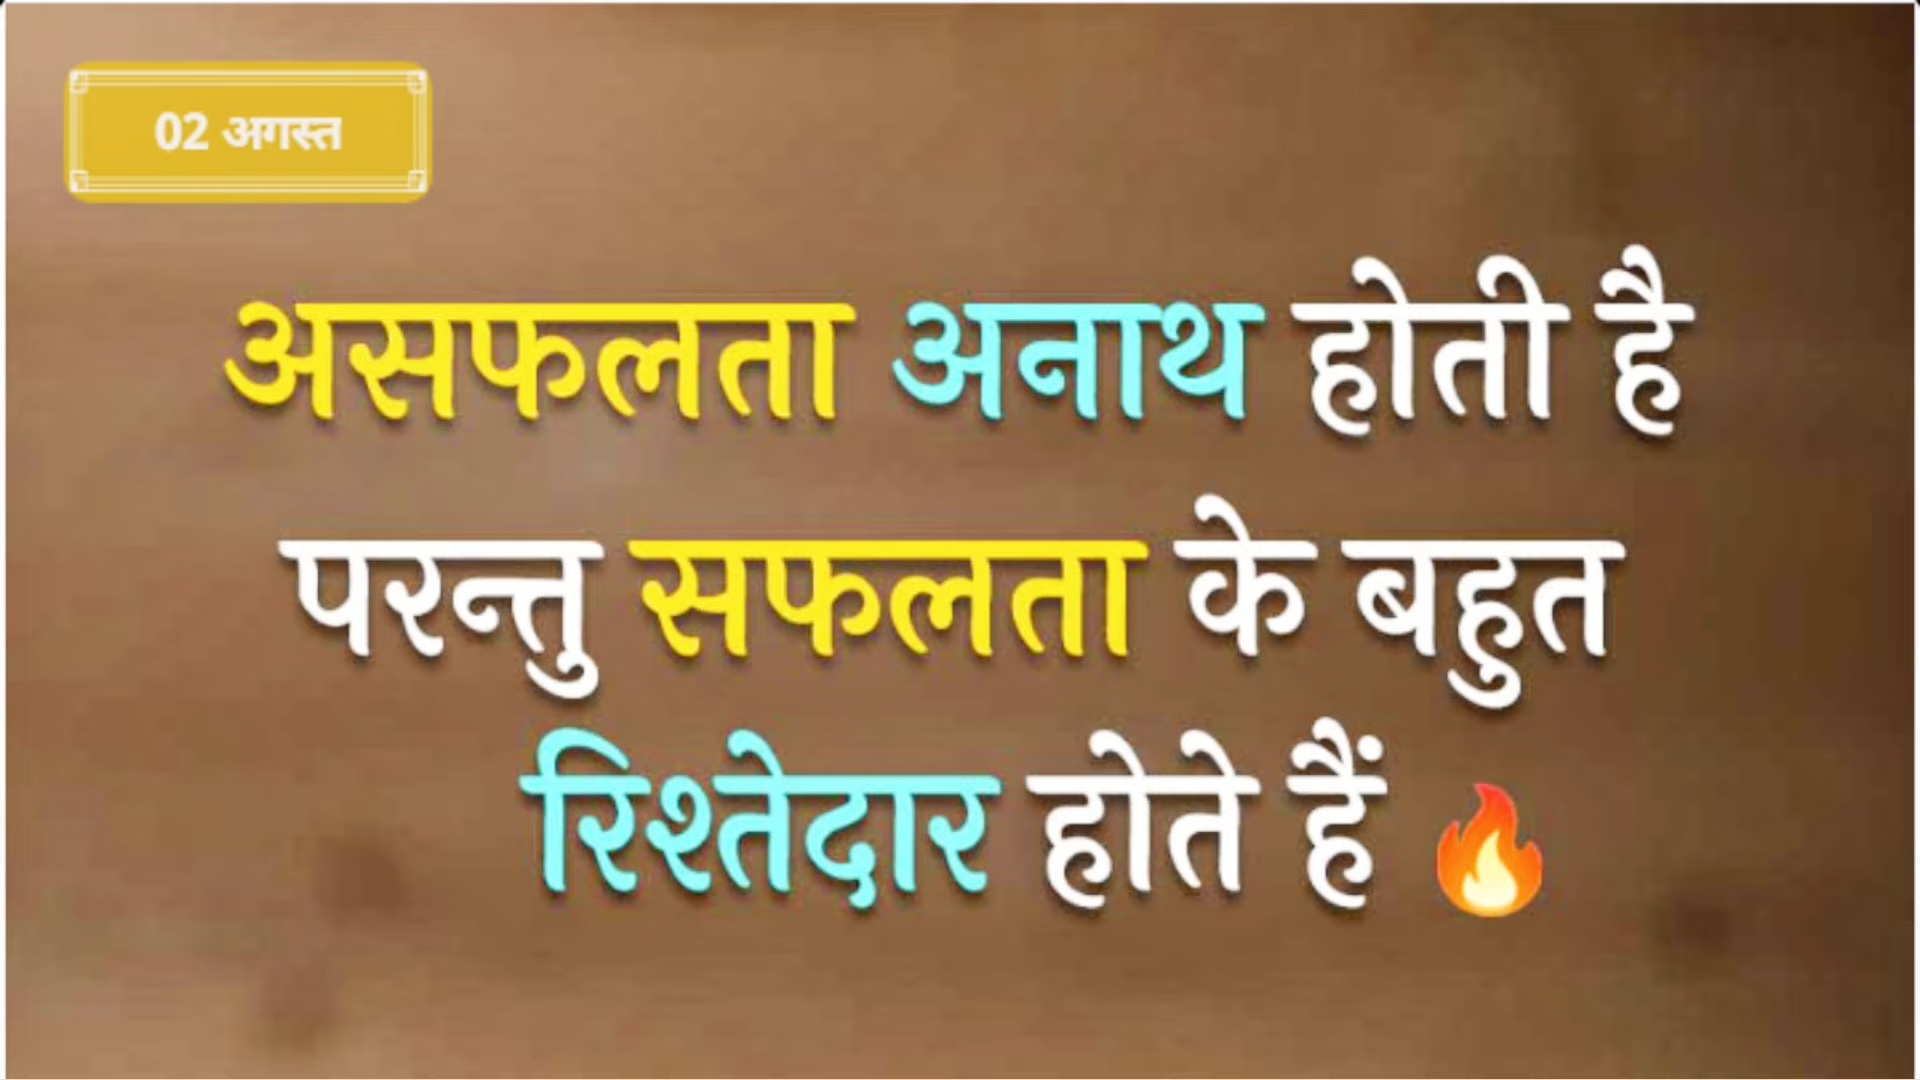 02 अगस्त
असफलता अनाथ होती है
परन्तु सफलता के बहुत
रिश्तेदार होते हैं 🔥